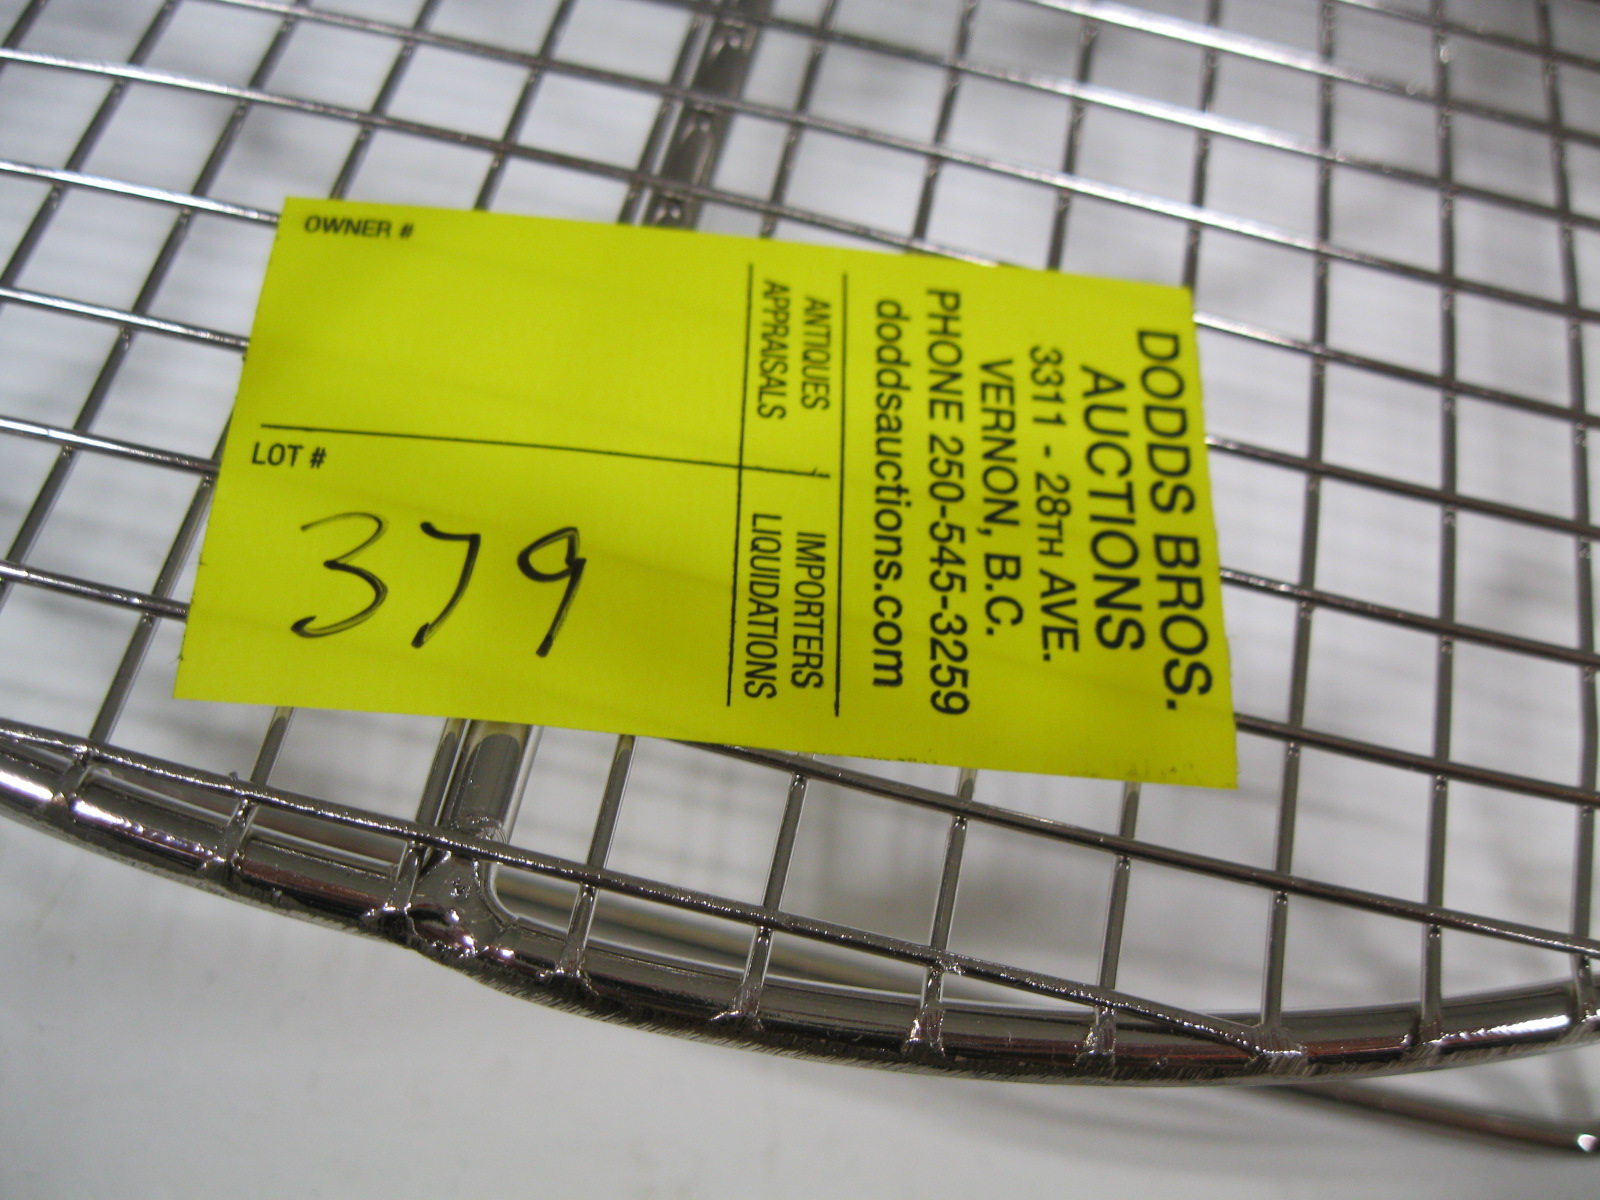 DODDS BROS.
AUCTIONS
3311 - 28TH AVE.
VERNON, B.C.
PHONE 250-545-3259
doddsauctions.com
ANTIQUES
APPRAISALS
IMPORTERS
LIQUIDATIONS
OWNER #
LOT #
379